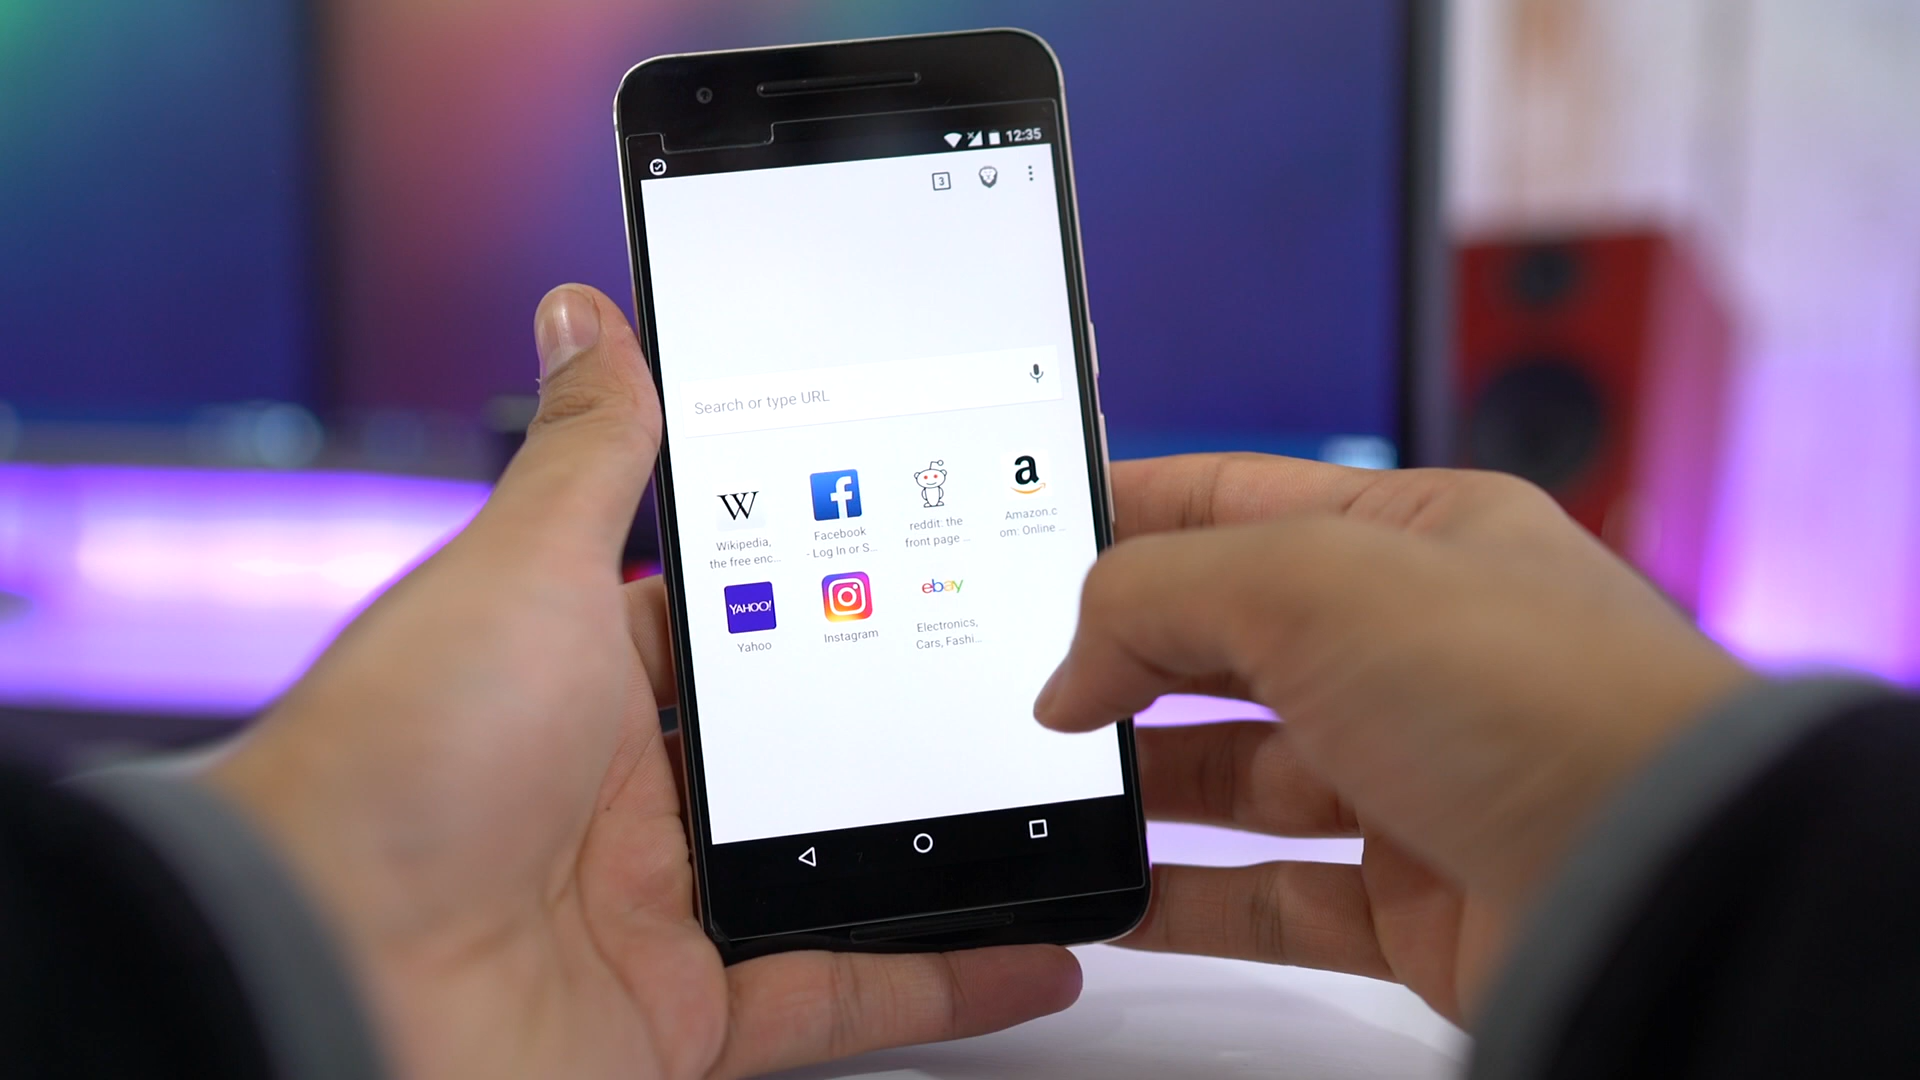 12:35
3
Search or type URL
W
Wikipedia,
the free enc...
f
Facebook
- Log In or S...
reddit: the
front page ...
a
Amazon.c
om: Online ...
YAHOO!
Yahoo
Instagram
ebay
Electronics,
Cars, Fashi...